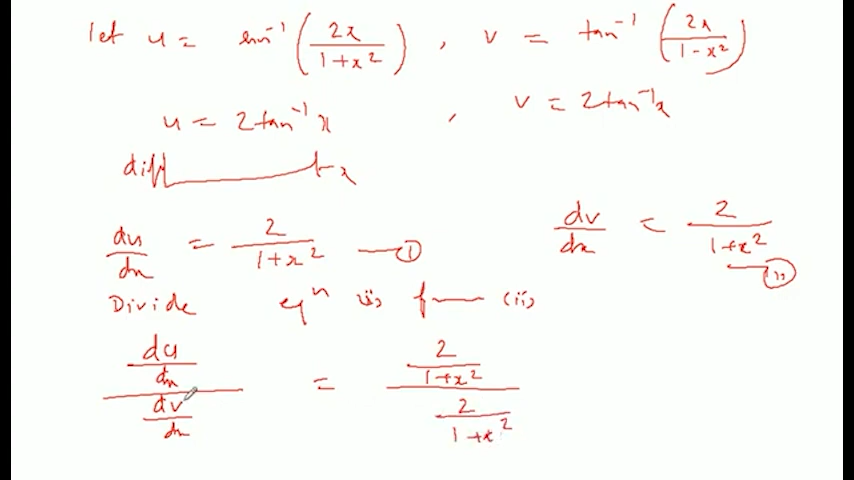 let u = sin⁻¹ (2x / 1+x²) , v = tan⁻¹ (2x / 1-x²)
u = 2tan⁻¹ x , v = 2tan⁻¹x
diff x
du/dx = 2 / 1+x² — (i) dv/dx = 2 / 1+x² — (ii)
Divide eqⁿ (i) f— (ii)
(du/dx) / (dv/dx) = (2 / 1+x²) / (2 / 1+x²)